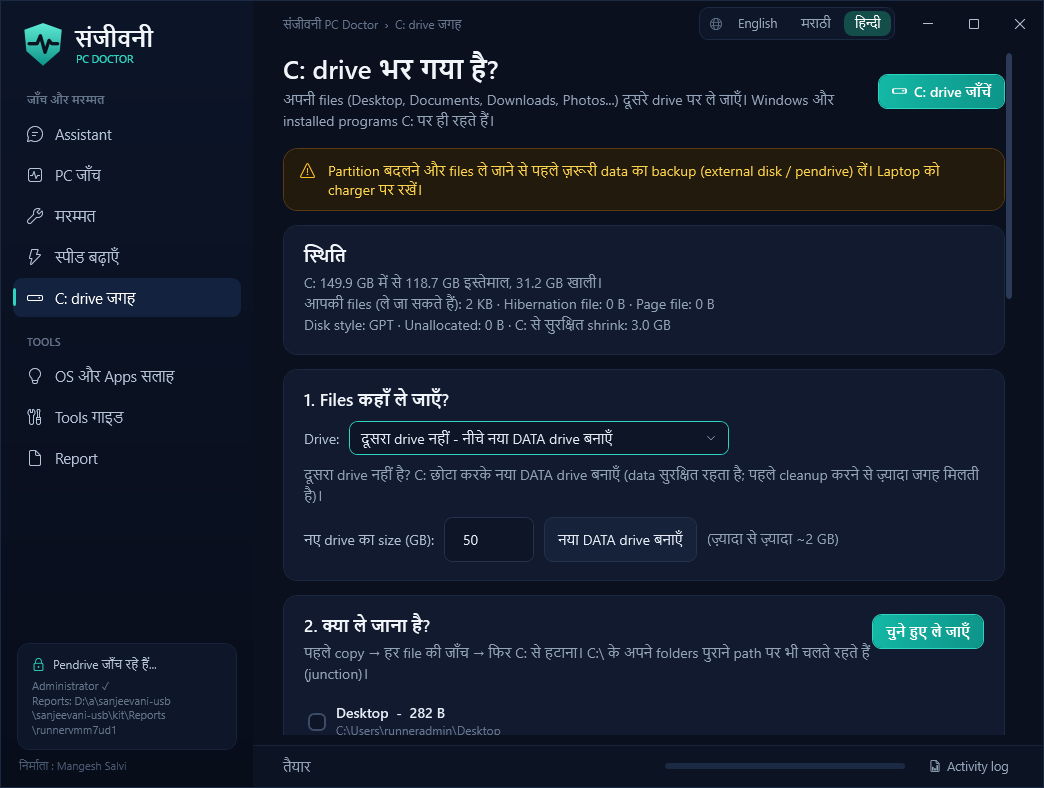 संजीवनी
PC DOCTOR
जाँच और मरम्मत
Assistant
PC जाँच
मरम्मत
स्पीड बढ़ाएँ
C: drive जगह
TOOLS
OS और Apps सलाह
Tools गाइड
Report
Pendrive जाँच रहे हैं...
Administrator ✓
Reports: D:\a\sanjeevani-usb
\sanjeevani-usb\kit\Reports
\runnervmm7ud1
निर्माता : Mangesh Salvi
संजीवनी PC Doctor › C: drive जगह
English मराठी हिन्दी
C: drive भर गया है?
अपनी files (Desktop, Documents, Downloads, Photos...) दूसरे drive पर ले जाएँ। Windows और
installed programs C: पर ही रहते हैं।
C: drive जाँचें
Partition बदलने और files ले जाने से पहले ज़रूरी data का backup (external disk / pendrive) लें। Laptop को
charger पर रखें।
स्थिति
C: 149.9 GB में से 118.7 GB इस्तेमाल, 31.2 GB खाली।
आपकी files (ले जा सकते हैं): 2 KB · Hibernation file: 0 B · Page file: 0 B
Disk style: GPT · Unallocated: 0 B · C: से सुरक्षित shrink: 3.0 GB
1. Files कहाँ ले जाएँ?
Drive: दूसरा drive नहीं - नीचे नया DATA drive बनाएँ
दूसरा drive नहीं है? C: छोटा करके नया DATA drive बनाएँ (data सुरक्षित रहता है; पहले cleanup करने से ज़्यादा जगह मिलती
है)।
नए drive का size (GB): 50 नया DATA drive बनाएँ (ज़्यादा से ज़्यादा ~2 GB)
2. क्या ले जाना है?
चुने हुए ले जाएँ
पहले copy → हर file की जाँच → फिर C: से हटाना। C:\ के अपने folders पुराने path पर भी चलते रहते हैं
(junction)।
Desktop - 282 B
C:\Users\runneradmin\Desktop
तैयार
Activity log